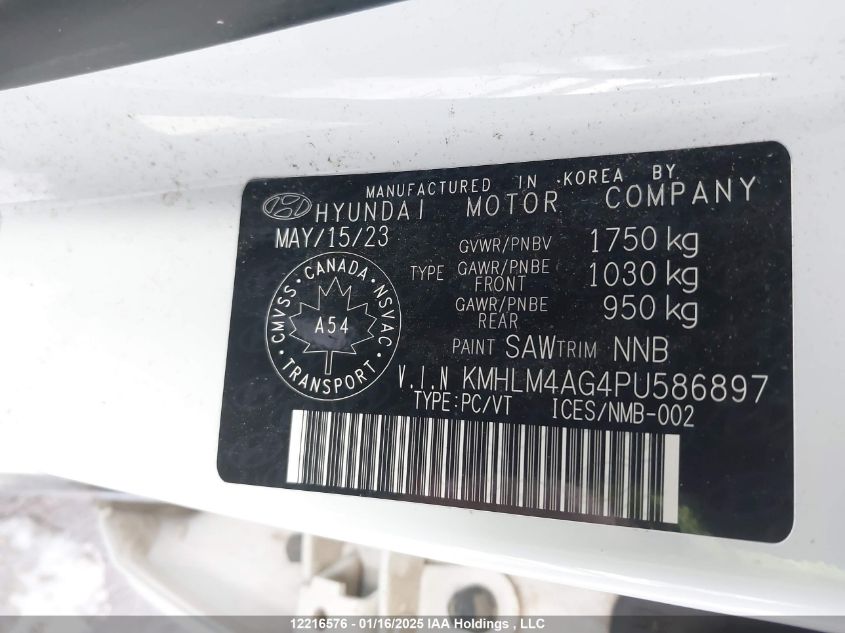 MANUFACTURED IN KOREA BY
HYUNDAI MOTOR COMPANY
MAY/15/23
GVWR/PNBV 1750 kg
TYPE GAWR/PNBE FRONT 1030 kg
GAWR/PNBE REAR 950 kg
PAINT SAW TRIM NNB
CMVSS · CANADA · NSVAC
A54
TRANSPORT
V.I.N KMHLM4AG4PU586897
TYPE:PC/VT ICES/NMB-002
12216576 - 01/16/2025 IAA Holdings , LLC